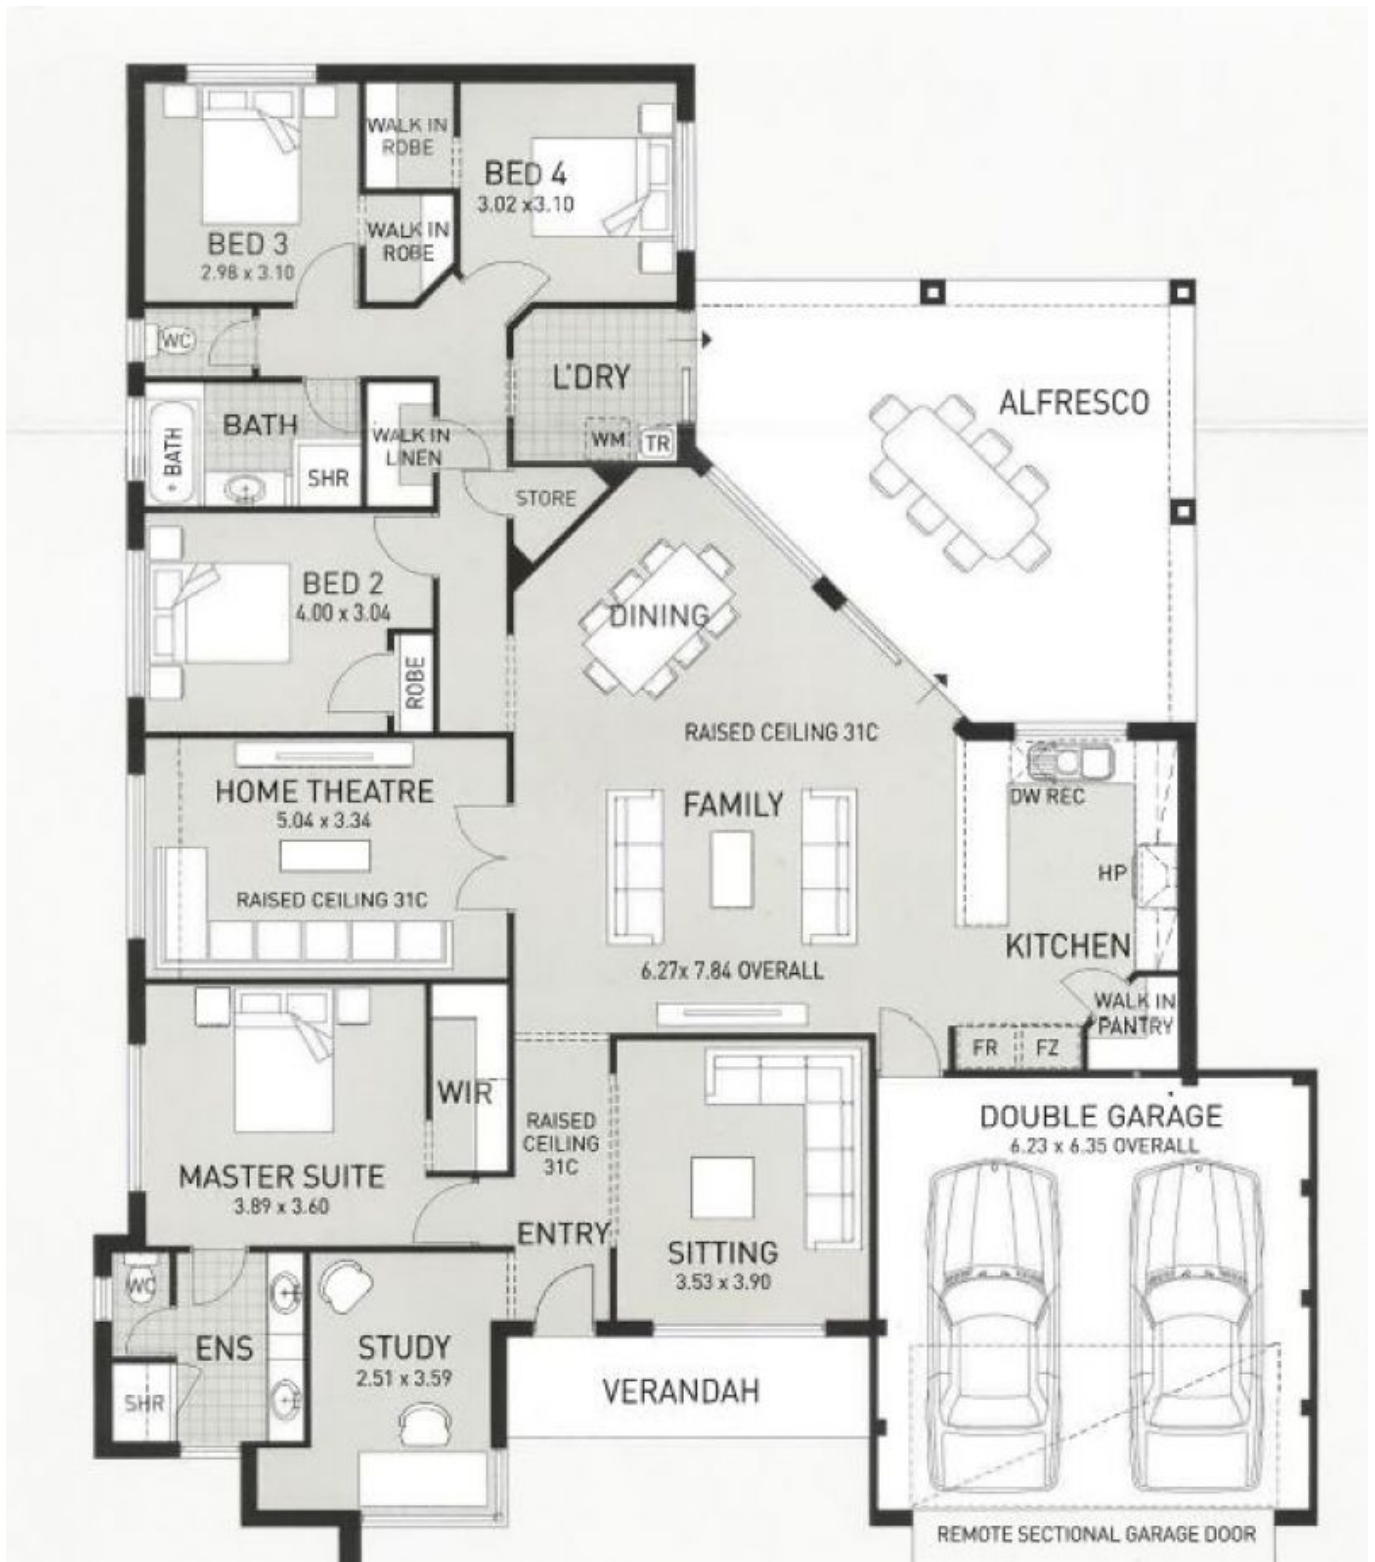 WALK IN
ROBE
BED 4
3.02 x3.10
WALK IN
ROBE
BED 3
2.98 x 3.10
WC
L'DRY
ALFRESCO
BATH
BATH
WALK IN
LINEN
WM
TR
SHR
STORE
BED 2
4.00 x 3.04
DINING
ROBE
RAISED CEILING 31C
HOME THEATRE
5.04 x 3.34
FAMILY
DW REC
HP
RAISED CEILING 31C
KITCHEN
6.27x 7.84 OVERALL
WALK IN
PANTRY
FR
FZ
WIR
RAISED
CEILING
31C
DOUBLE GARAGE
6.23 x 6.35 OVERALL
MASTER SUITE
3.89 x 3.60
ENTRY
SITTING
3.53 x 3.90
WC
ENS
STUDY
2.51 x 3.59
SHR
VERANDAH
REMOTE SECTIONAL GARAGE DOOR